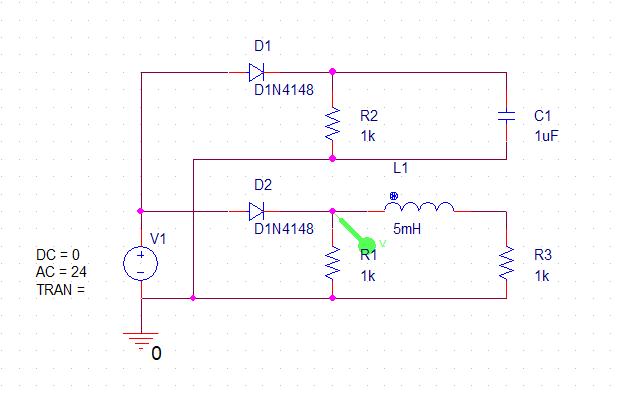 D1
D1N4148
R2
1k
C1
1uF
L1
5mH
D2
D1N4148
V
R1
1k
R3
1k
V1
DC = 0
AC = 24
TRAN =
+
-
0